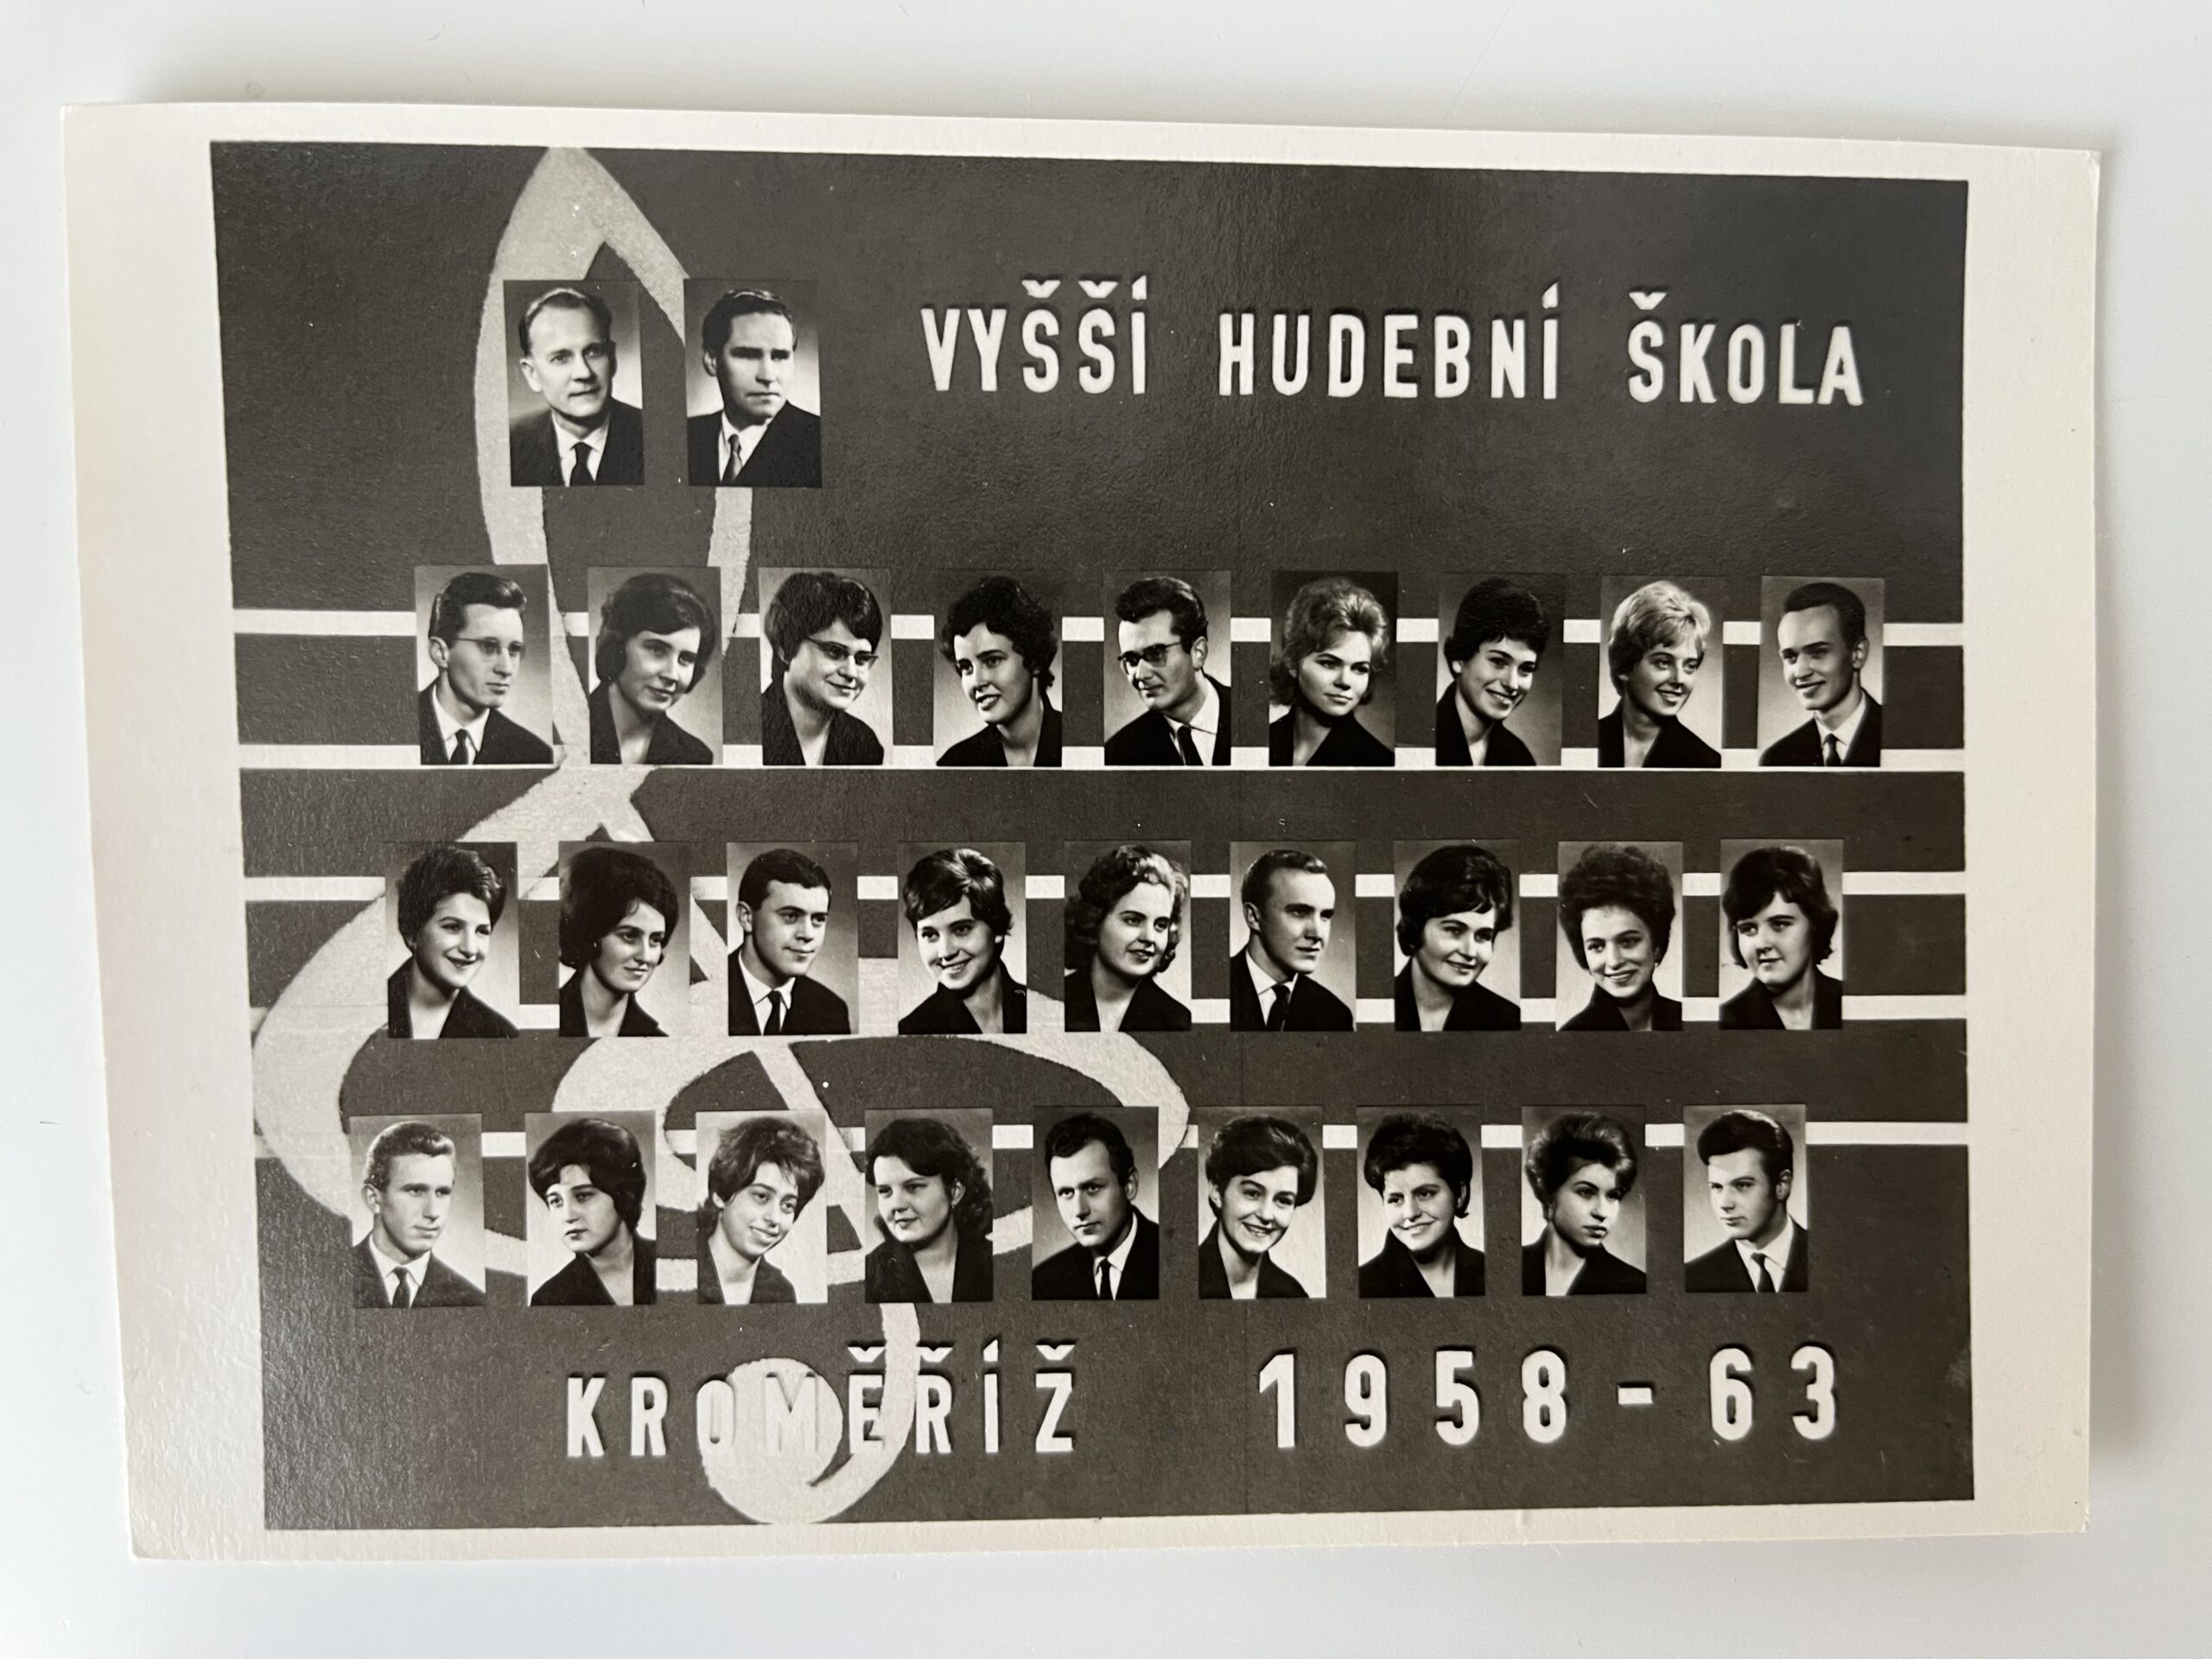 VYŠŠÍ HUDEBNÍ ŠKOLA
KROMĚŘÍŽ 1958-63